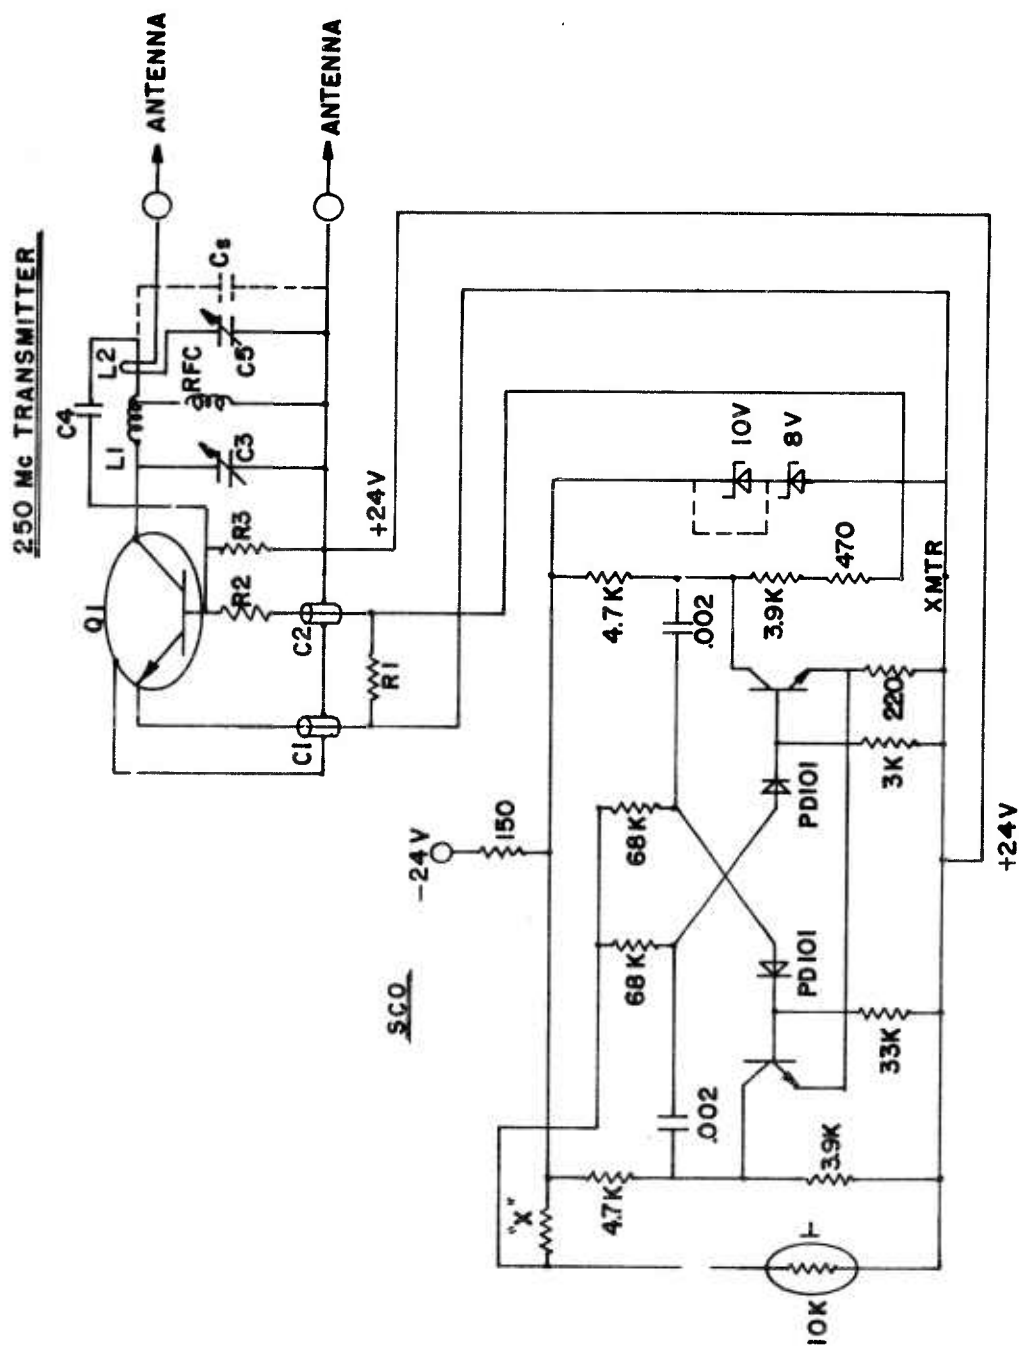 250 Mc TRANSMITTER
ANTENNA
ANTENNA
C4
L2
L1
RFC
Cs
C5
C3
Q1
R3
R2
+24V
C2
R1
C1
-24V
150
SCO
10V
8V
4.7K
.002
3.9K
470
XMTR
68K
68K
220
3K
PD101
PD101
33K
+24V
.002
"X"
4.7K
3.9K
10K